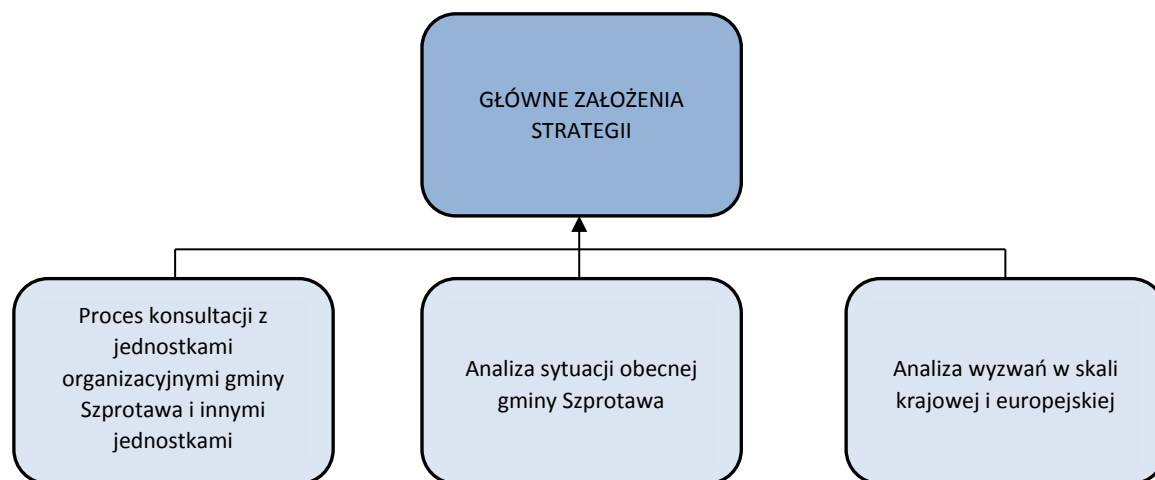 GŁÓWNE ZAŁOŻENIA
STRATEGII
Proces konsultacji z
jednostkami
organizacyjnymi gminy
Szprotawa i innymi
jednostkami
Analiza sytuacji obecnej
gminy Szprotawa
Analiza wyzwań w skali
krajowej i europejskiej